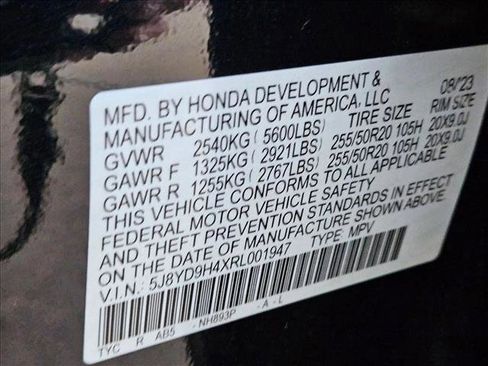 MFD. BY HONDA DEVELOPMENT & 08/23
MANUFACTURING OF AMERICA, LLC
GVWR 2540KG ( 5600LBS) TIRE SIZE RIM SIZE
GAWR F 1325KG ( 2921LBS) 255/50R20 105H 20X9.0J
GAWR R 1255KG ( 2767LBS) 255/50R20 105H 20X9.0J
THIS VEHICLE CONFORMS TO ALL APPLICABLE
FEDERAL MOTOR VEHICLE SAFETY
AND THEFT PREVENTION STANDARDS IN EFFECT
ON THE DATE OF MANUFACTURE SHOWN ABOVE.
V.I.N.: 5J8YD9H4XRL001947 TYPE: MPV
TYC R AB5 -NH893P -A -L